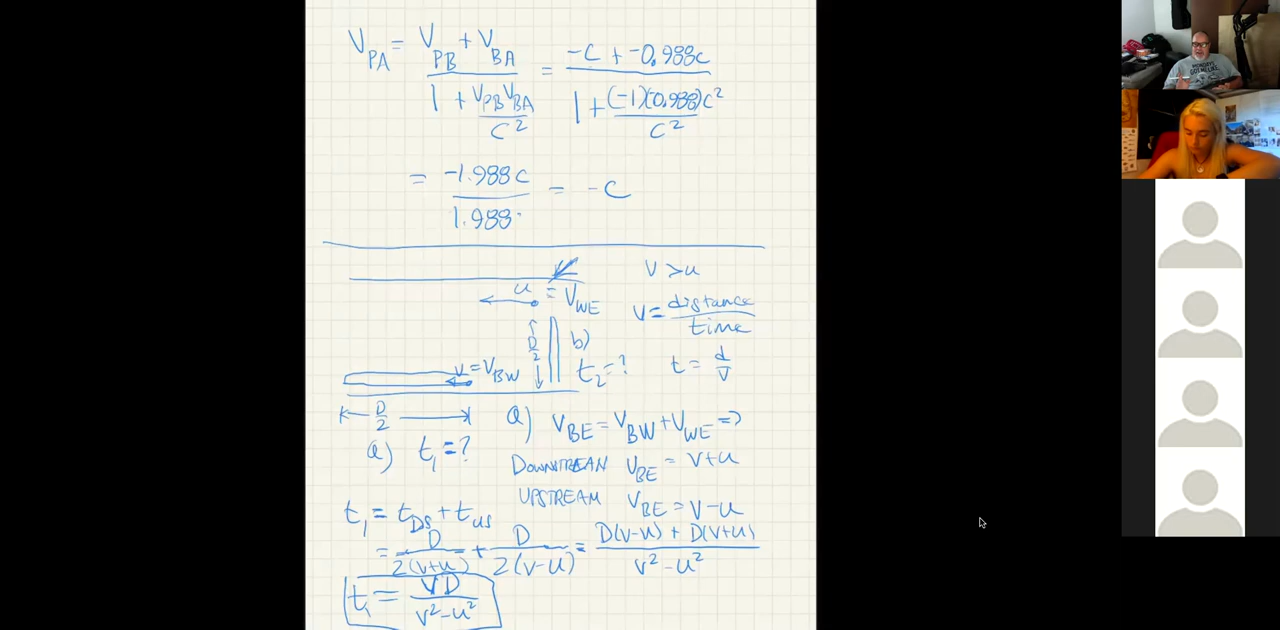 V_PA = (V_PB + V_BA) / (1 + V_PB V_BA / C²) = (-C + -0.988c) / (1 + (-1)(0.988)c² / C²)
= -1.988c / 1.988 = -C
V > u
u = V_WE
V = distance / time
D/2
b)
v = V_BW
t₂ = ?
t = d / v
D/2
a) V_BE = V_BW + V_WE =>
a) t₁ = ?
DOWNSTREAN V_BE = v+u
UPSTREAM V_BE = v-u
t₁ = t_DS + t_us
= D / 2(v+u) + D / 2(v-u) = (D(v-u) + D(v+u)) / (v² - u²)
t₁ = VD / (v² - u²)